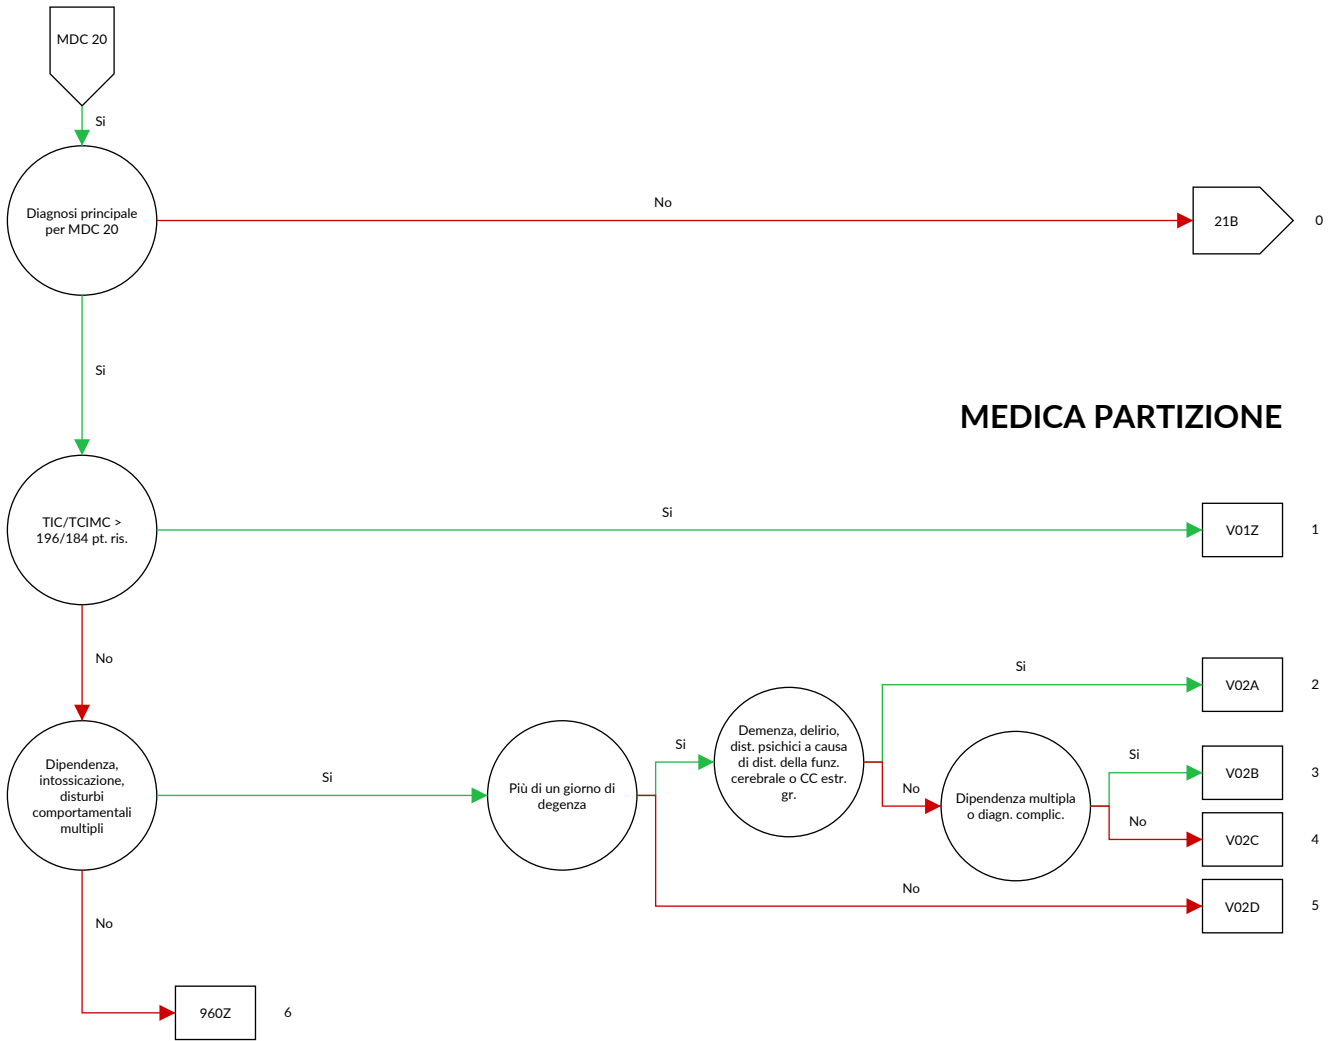 MDC 20
Si
Diagnosi principale
per MDC 20
No
21B
0
Si
MEDICA PARTIZIONE
TIC/TCIMC >
196/184 pt. ris.
Si
V01Z
1
No
Dipendenza,
intossicazione,
disturbi
comportamentali
multipli
Si
Più di un giorno di
degenza
Si
Demenza, delirio,
dist. psichici a causa
di dist. della funz.
cerebrale o CC estr.
gr.
Si
V02A
2
No
Dipendenza multipla
o diagn. complic.
Si
V02B
3
No
V02C
4
No
V02D
5
No
960Z
6